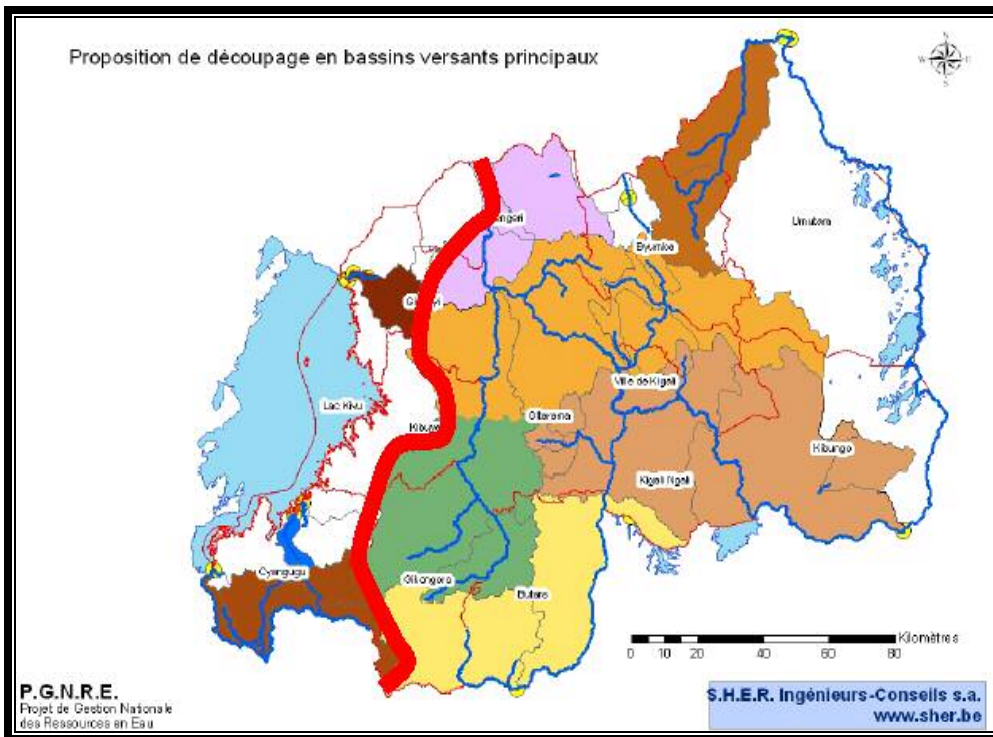 Proposition de découpage en bassins versants principaux
N
W
E
S
Umutara
Byumba
Lac Kivu
Ville de Kigali
Gitarama
Kibungo
Kigali Ngali
Cyangugu
Gikongoro
Butare
Kilomètres
0 10 20 40 60 80
P.G.N.R.E.
Projet de Gestion Nationale
des Ressources en Eau
S.H.E.R. Ingénieurs-Conseils s.a.
www.sher.be